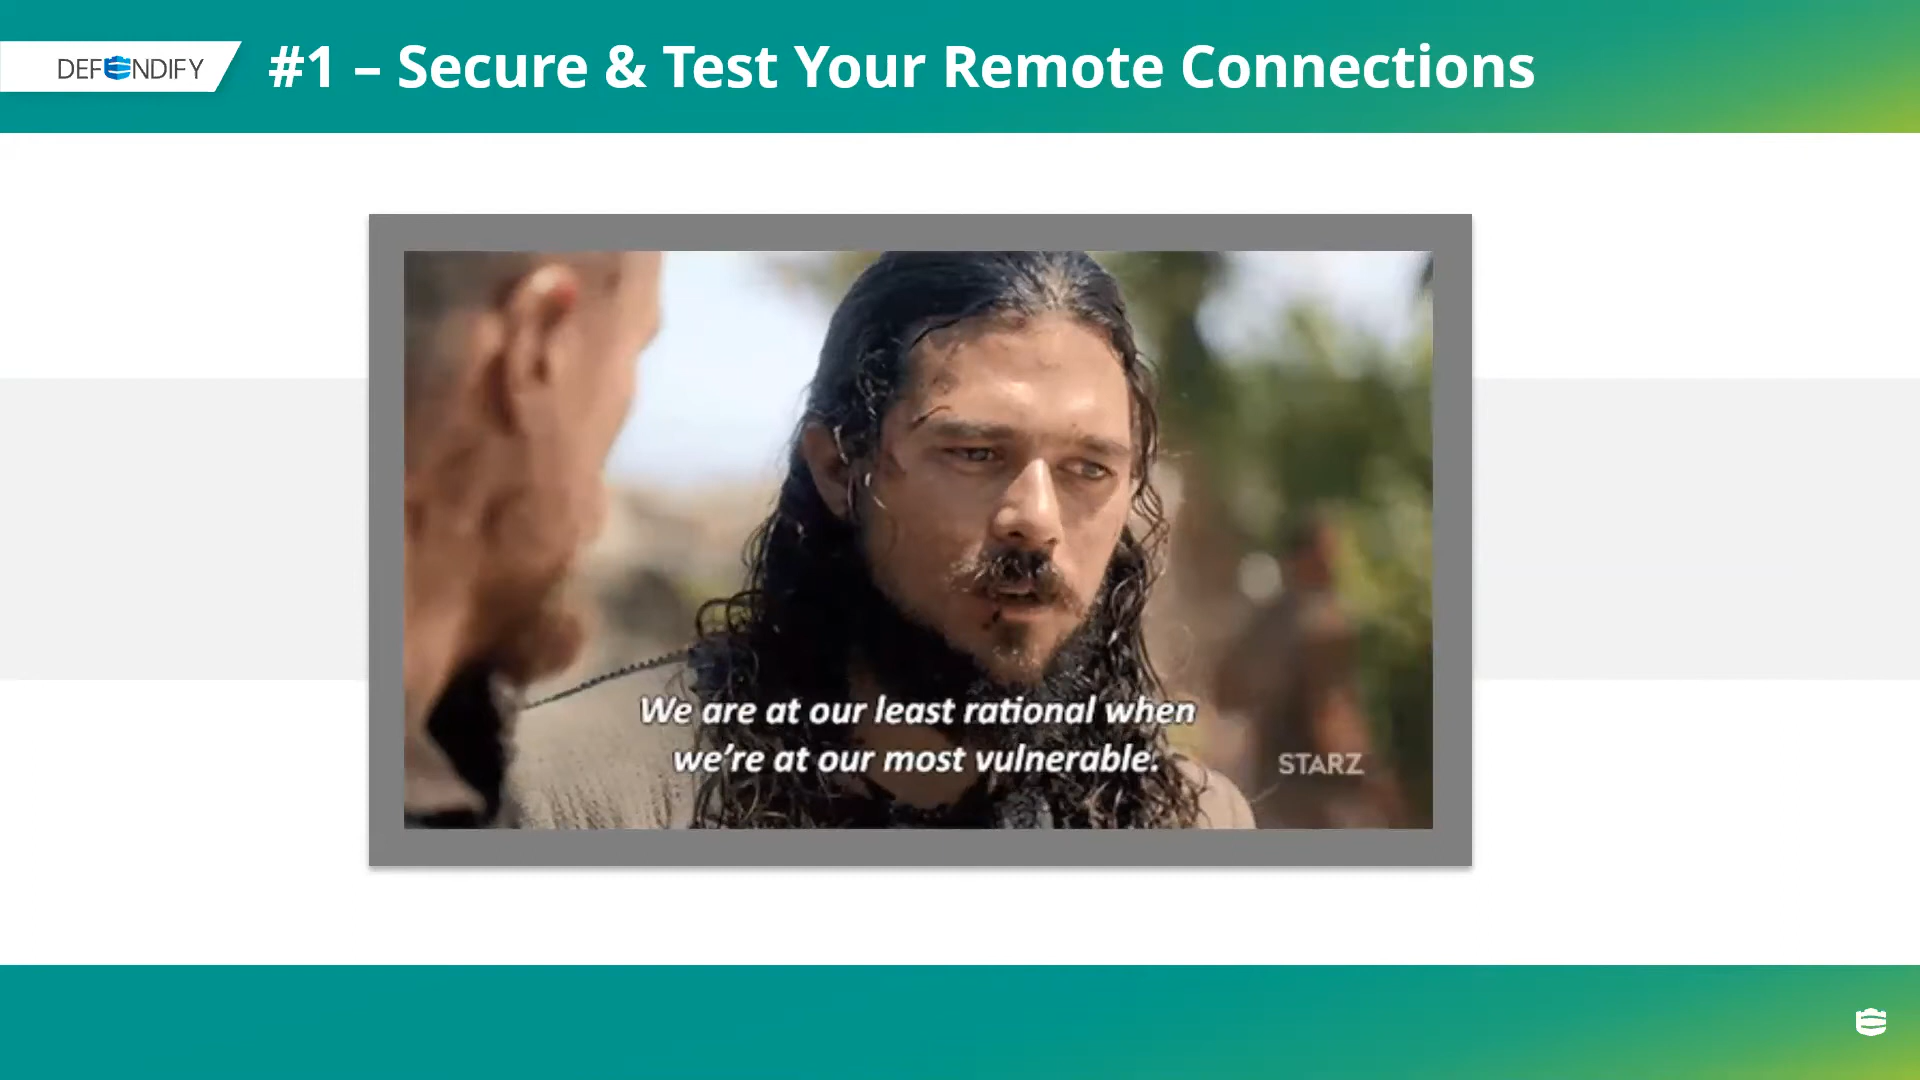 DEFENDIFY
#1 – Secure & Test Your Remote Connections
We are at our least rational when
we're at our most vulnerable.
STARZ